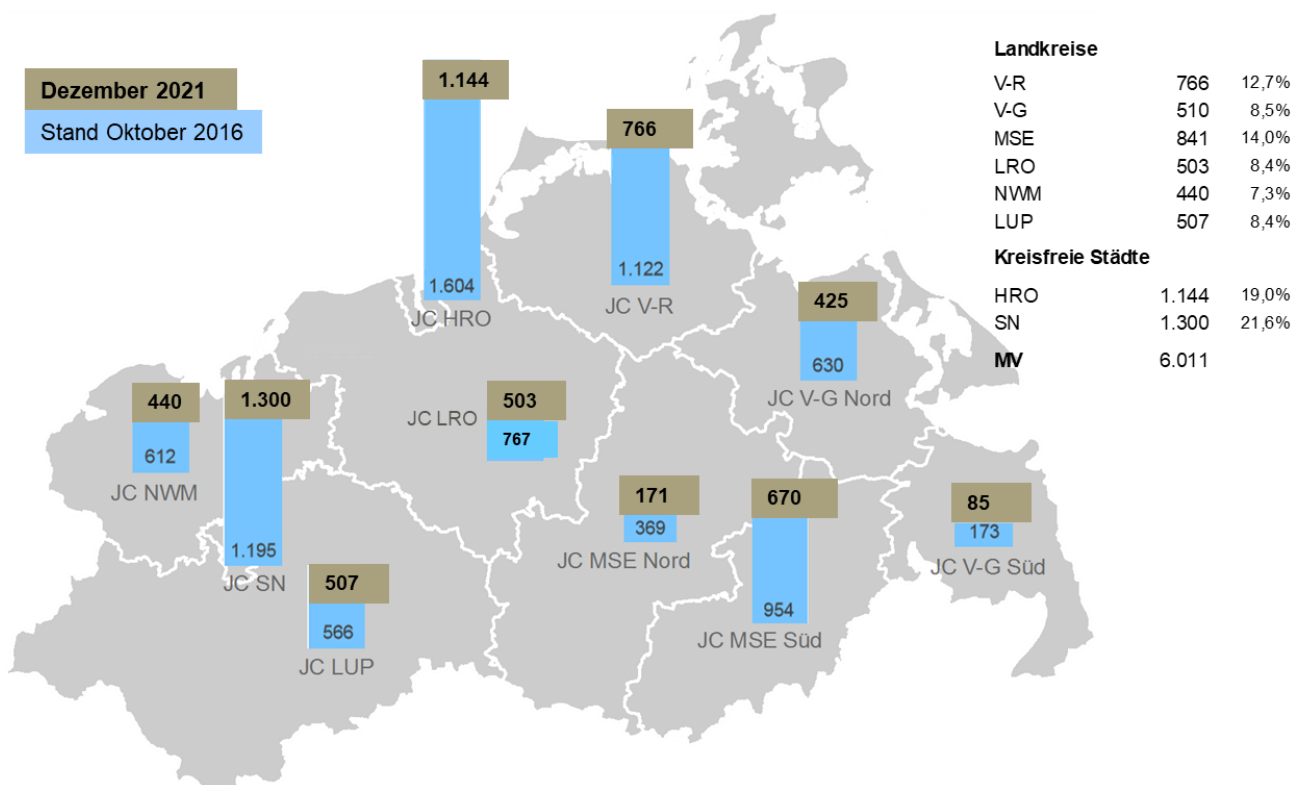 Dezember 2021
Stand Oktober 2016
1.144
1.604
JC HRO
766
1.122
JC V-R
425
630
JC V-G Nord
440
612
JC NWM
1.300
1.195
JC SN
JC LRO
503
767
171
369
JC MSE Nord
670
954
JC MSE Süd
85
173
JC V-G Süd
507
566
JC LUP
Landkreise
V-R 766 12,7%
V-G 510 8,5%
MSE 841 14,0%
LRO 503 8,4%
NWM 440 7,3%
LUP 507 8,4%
Kreisfreie Städte
HRO 1.144 19,0%
SN 1.300 21,6%
MV 6.011